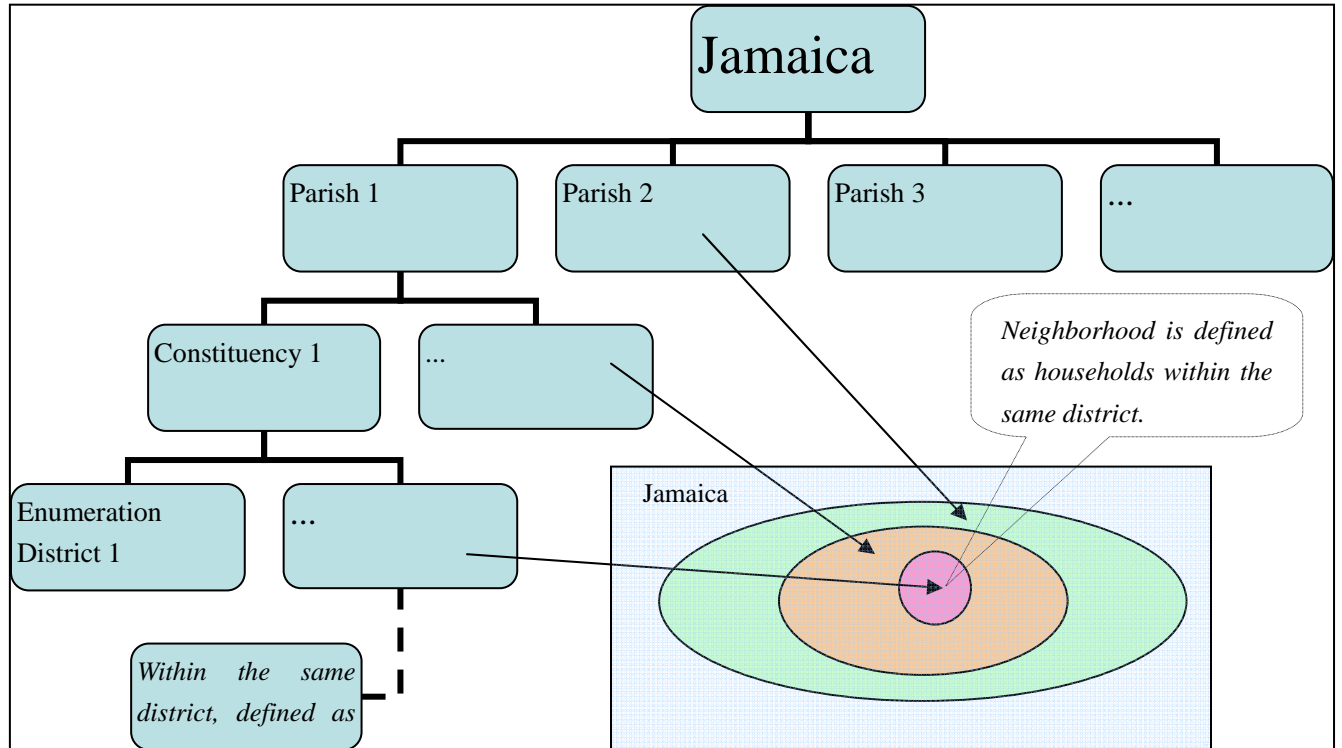 Jamaica
Parish 1
Parish 2
Parish 3
...
Constituency 1
...
Neighborhood is defined
as households within the
same district.
Enumeration
District 1
...
Jamaica
Within the same
district, defined as